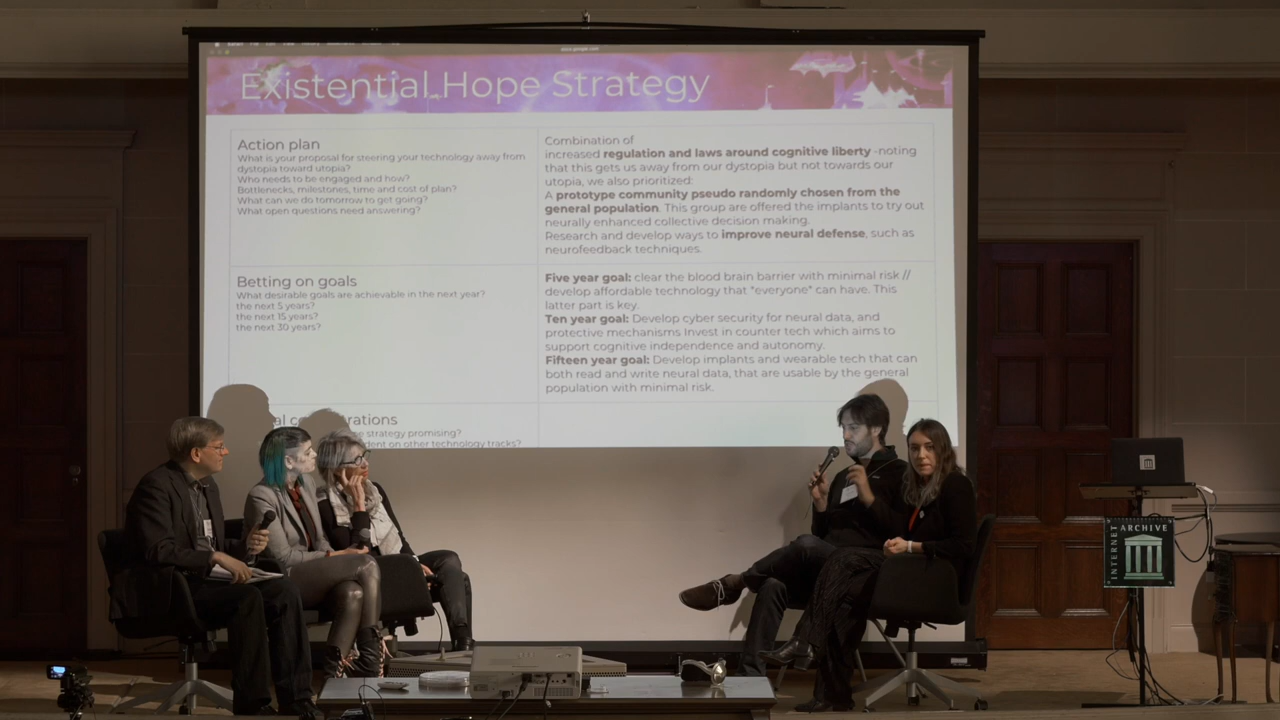 Existential Hope Strategy
Action plan
What is your proposal for steering your technology away from
dystopia toward utopia?
Who needs to be engaged and how?
Bottlenecks, milestones, time and cost of plan?
What can we do tomorrow to get going?
What open questions need answering?
Combination of
increased regulation and laws around cognitive liberty -noting
that this gets us away from our dystopia but not towards our
utopia, we also prioritized:
A prototype community pseudo randomly chosen from the
general population. This group are offered the implants to try out
neurally enhanced collective decision making.
Research and develop ways to improve neural defense, such as
neurofeedback techniques.
Betting on goals
What desirable goals are achievable in the next year?
the next 5 years?
the next 15 years?
the next 30 years?
Five year goal: clear the blood brain barrier with minimal risk //
develop affordable technology that *everyone* can have. This
latter part is key.
Ten year goal: Develop cyber security for neural data, and
protective mechanisms Invest in counter tech which aims to
support cognitive independence and autonomy.
Fifteen year goal: Develop implants and wearable tech that can
both read and write neural data, that are usable by the general
population with minimal risk.
strategy promising?
on other technology tracks?
INTERNET ARCHIVE